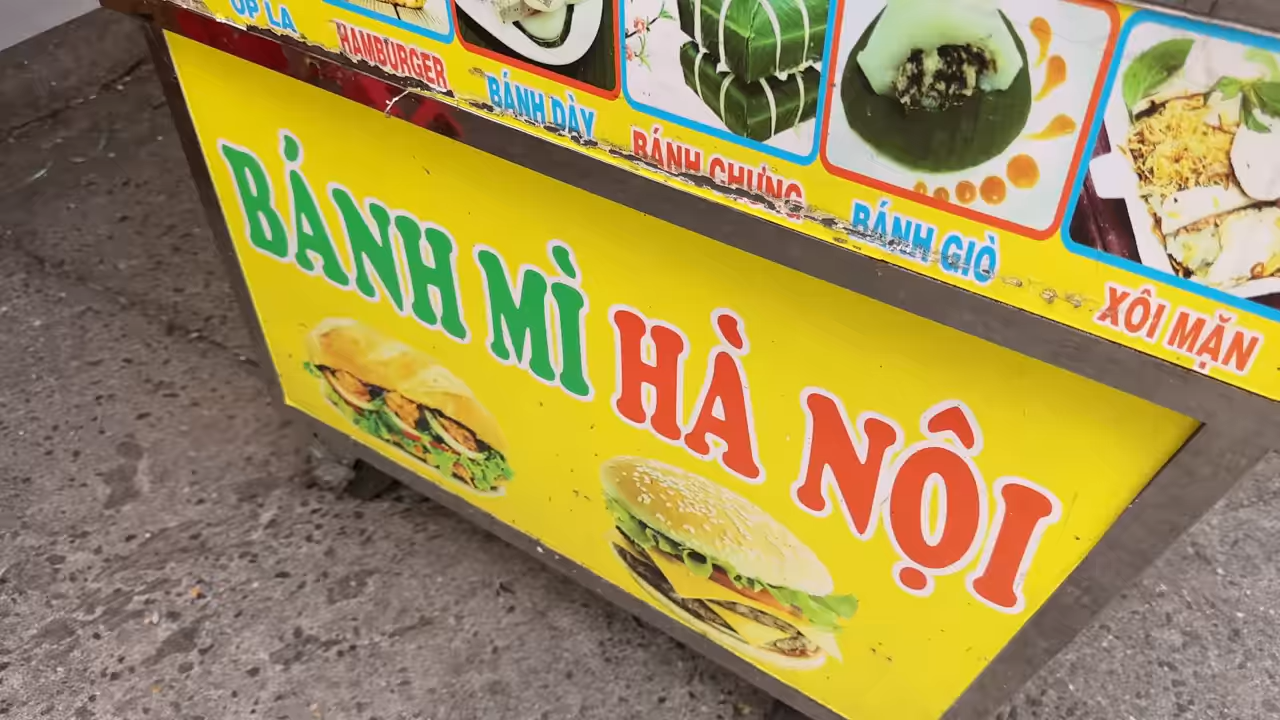 ỐP LA
HAMBURGER
BÁNH DÀY
BÁNH CHƯNG
BÁNH GIÒ
XÔI MẶN
BÁNH MÌ HÀ NỘI